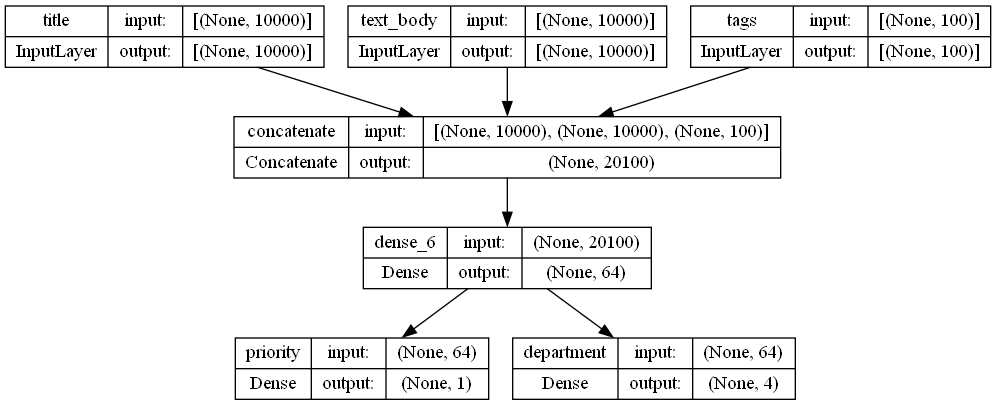 title input: [(None, 10000)]
InputLayer output: [(None, 10000)]
text_body input: [(None, 10000)]
InputLayer output: [(None, 10000)]
tags input: [(None, 100)]
InputLayer output: [(None, 100)]
concatenate input: [(None, 10000), (None, 10000), (None, 100)]
Concatenate output: (None, 20100)
dense_6 input: (None, 20100)
Dense output: (None, 64)
priority input: (None, 64)
Dense output: (None, 1)
department input: (None, 64)
Dense output: (None, 4)